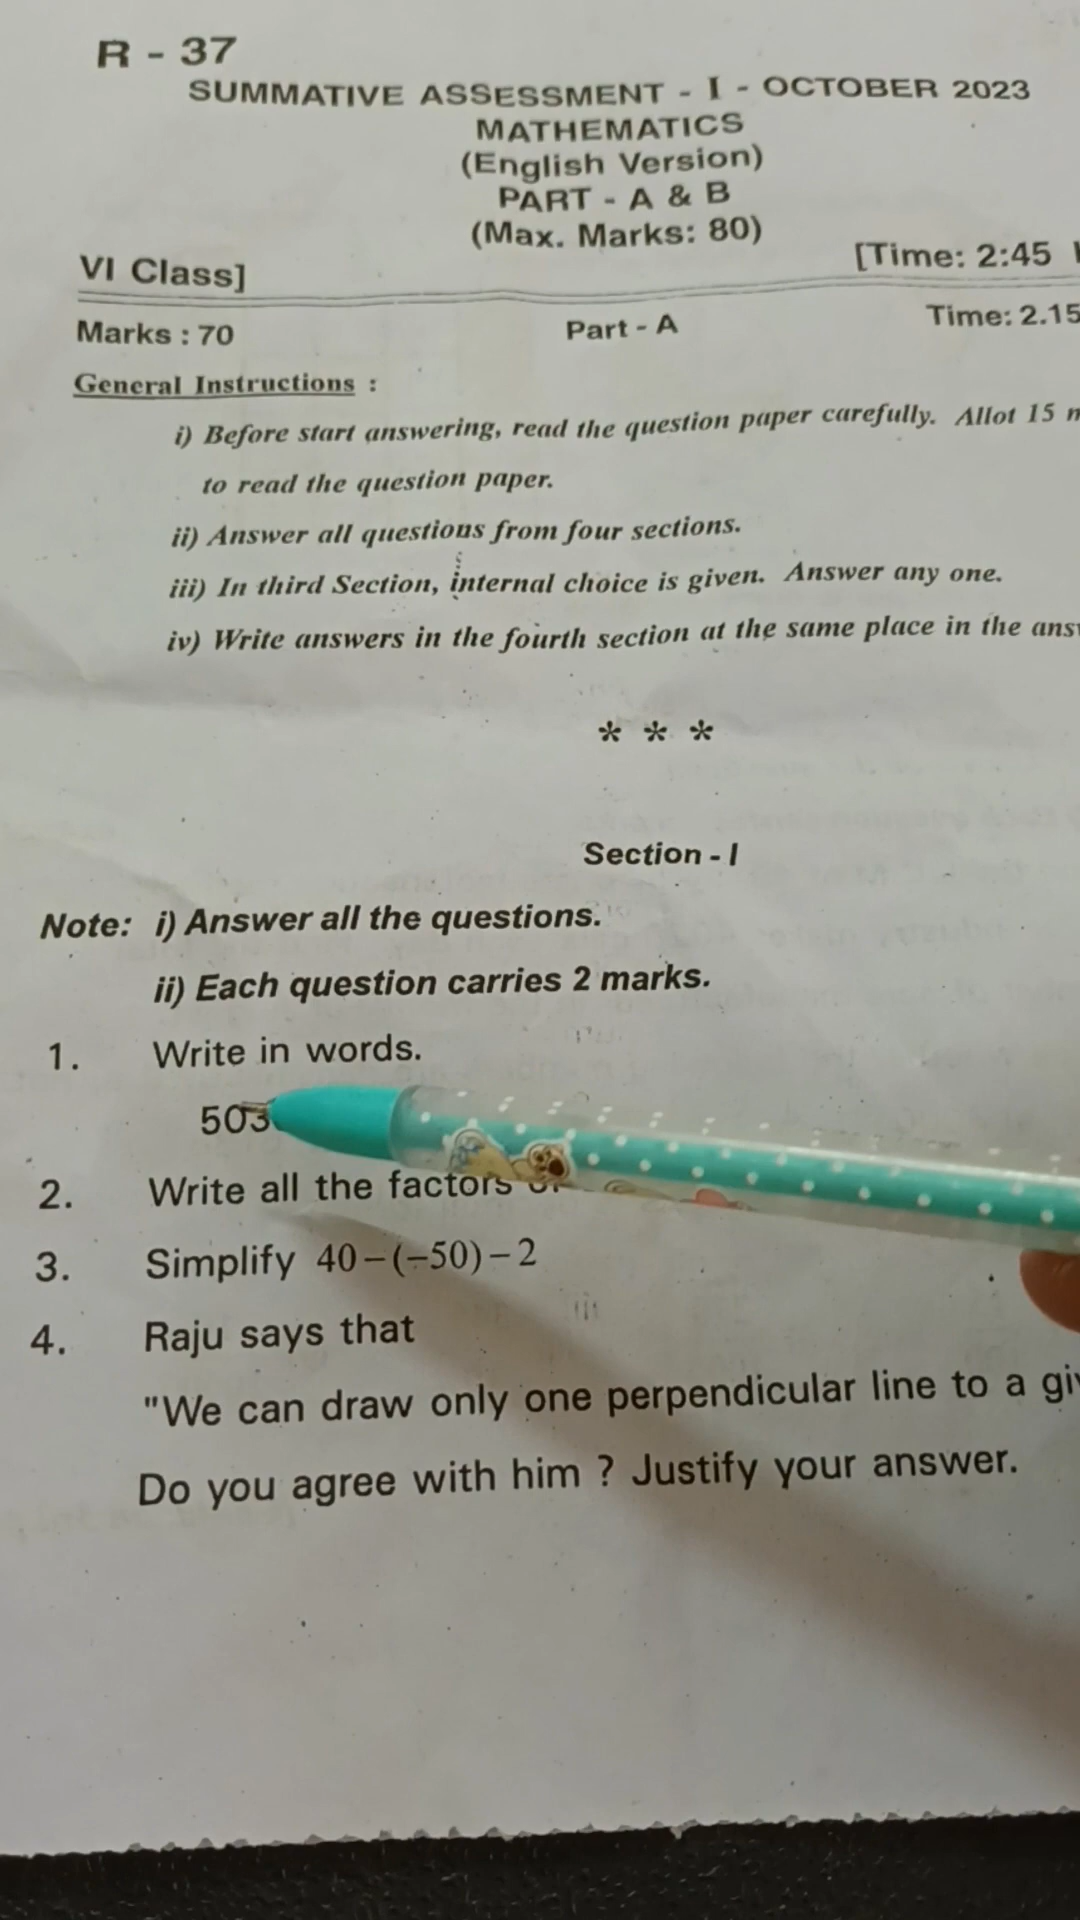 R - 37
SUMMATIVE ASSESSMENT - I - OCTOBER 2023
MATHEMATICS
(English Version)
PART - A & B
(Max. Marks: 80)
VI Class] [Time: 2:45
Marks : 70 Part - A Time: 2.15
General Instructions :
i) Before start answering, read the question paper carefully. Allot 15
to read the question paper.
ii) Answer all questions from four sections.
iii) In third Section, internal choice is given. Answer any one.
iv) Write answers in the fourth section at the same place in the
* * *
Section - I
Note: i) Answer all the questions.
ii) Each question carries 2 marks.
1. Write in words.
503
2. Write all the factors
3. Simplify 40-(-50)-2
4. Raju says that
"We can draw only one perpendicular line to a
Do you agree with him ? Justify your answer.